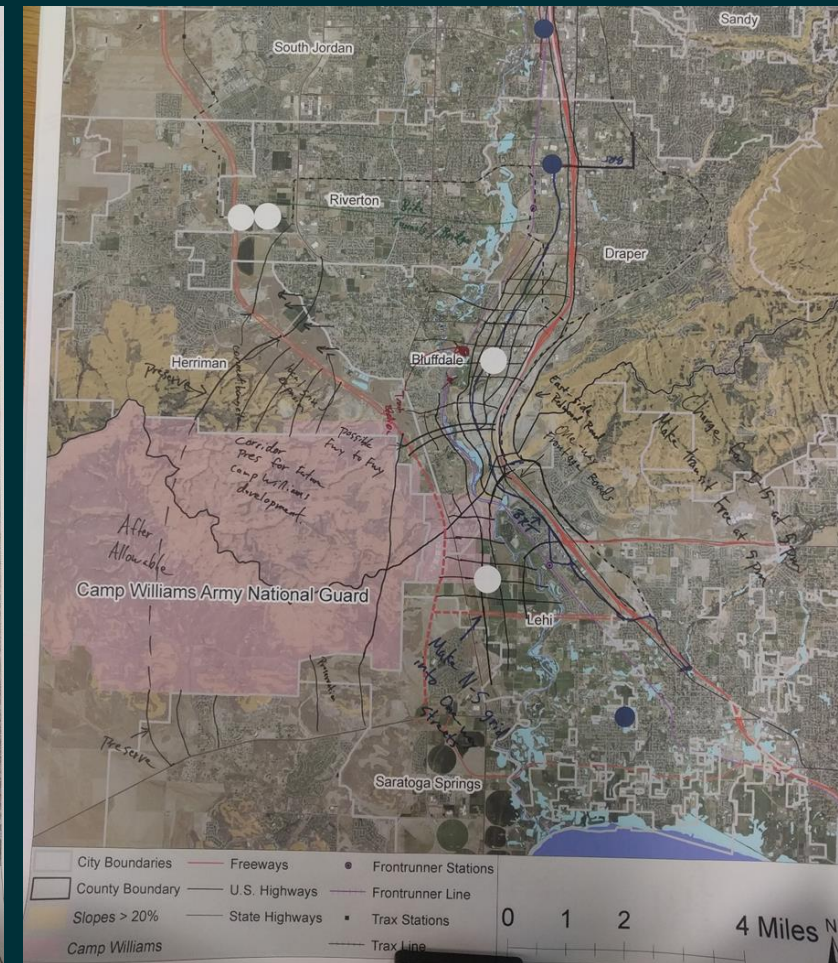 Sandy
South Jordan
BRT
Riverton
Draper
Bluffdale
Herriman
Preserve
East-side
Road
One-way
Frontage Roads
Possible
Fwy to Fwy
Corridor
Pres for Future
Camp Williams
development.
Make transit free at 9pm
After
Allowable
BRT
Camp Williams Army National Guard
Lehi
Make N-S grid
into One-way
Streets
Preserve
Saratoga Springs
City Boundaries
Freeways
Frontrunner Stations
County Boundary
U.S. Highways
Frontrunner Line
Slopes > 20%
State Highways
Trax Stations
Camp Williams
Trax Line
0 1 2 4 Miles
N